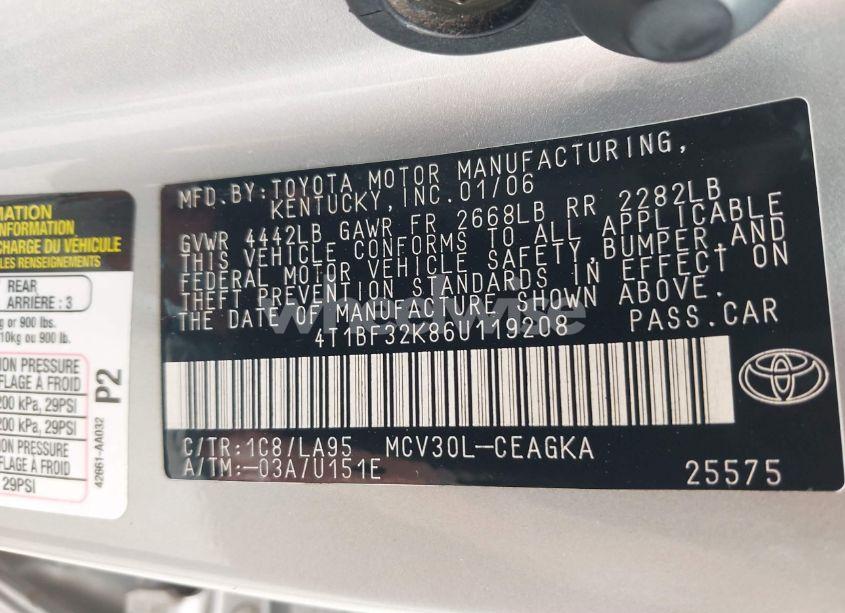 MFD.BY:TOYOTA MOTOR MANUFACTURING,
KENTUCKY,INC.01/06
GVWR 4442LB GAWR FR 2668LB RR 2282LB
THIS VEHICLE CONFORMS TO ALL APPLICABLE
FEDERAL MOTOR VEHICLE SAFETY,BUMPER,AND
THEFT PREVENTION STANDARDS IN EFFECT ON
THE DATE OF MANUFACTURE SHOWN ABOVE.
4T1BF32K86U119208 PASS.CAR
C/TR:1C8/LA95 MCV30L-CEAGKA
A/TM:-03A/U151E 25575
wheelwise
MATION
INFORMATION
CHARGE DU VÉHICULE
LES RENSEIGNEMENTS
REAR
ARRIÈRE : 3
kg or 900 lbs.
10kg ou 900 lb.
ION PRESSURE
FLAGE À FROID
200 kPa, 29PSI
200 kPa, 29PSI
ION PRESSURE
FLAGE À FROID
29PSI
P2
42661-AA032